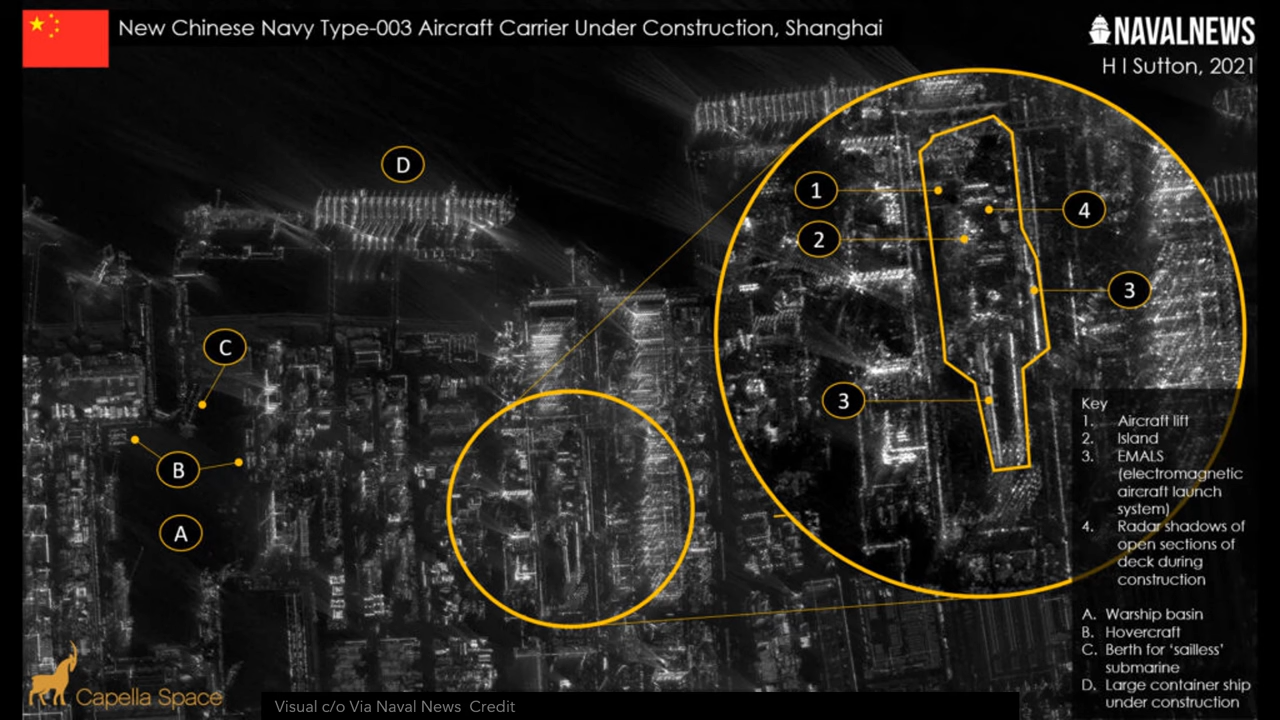 New Chinese Navy Type-003 Aircraft Carrier Under Construction, Shanghai
NAVALNEWS
H I Sutton, 2021
D
1
4
2
3
C
3
B
A
Key
1. Aircraft lift
2. Island
3. EMALS
(electromagnetic
aircraft launch
system)
4. Radar shadows of
open sections of
deck during
construction
A. Warship basin
B. Hovercraft
C. Berth for ‘sailless’
submarine
D. Large container ship
under construction
Capella Space
Visual c/o Via Naval News Credit